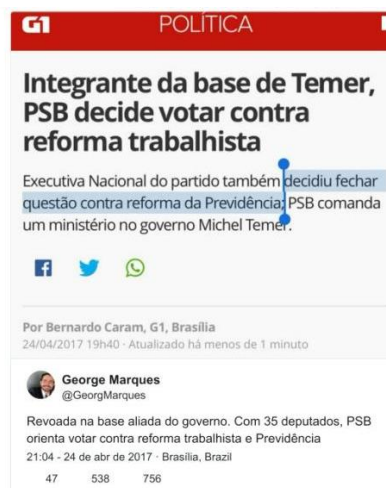 G1 POLÍTICA
Integrante da base de Temer,
PSB decide votar contra
reforma trabalhista
Executiva Nacional do partido também decidiu fechar
questão contra reforma da Previdência; PSB comanda
um ministério no governo Michel Temer.
Por Bernardo Caram, G1, Brasília
24/04/2017 19h40 · Atualizado há menos de 1 minuto
George Marques
@GeorgMarques
Revoada na base aliada do governo. Com 35 deputados, PSB
orienta votar contra reforma trabalhista e Previdência
21:04 - 24 de abr de 2017 · Brasília, Brazil
47 538 756